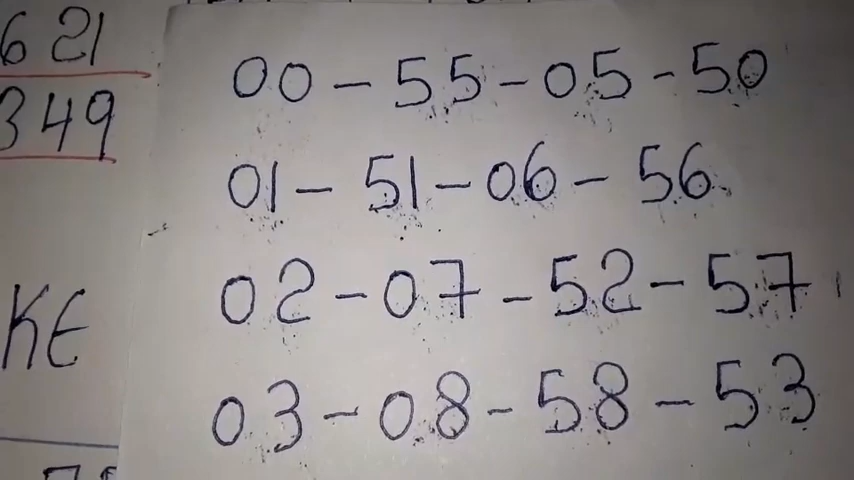 621
349
KE
00 - 55 - 05 - 50
01 - 51 - 06 - 56
02 - 07 - 52 - 57
03 - 08 - 58 - 53